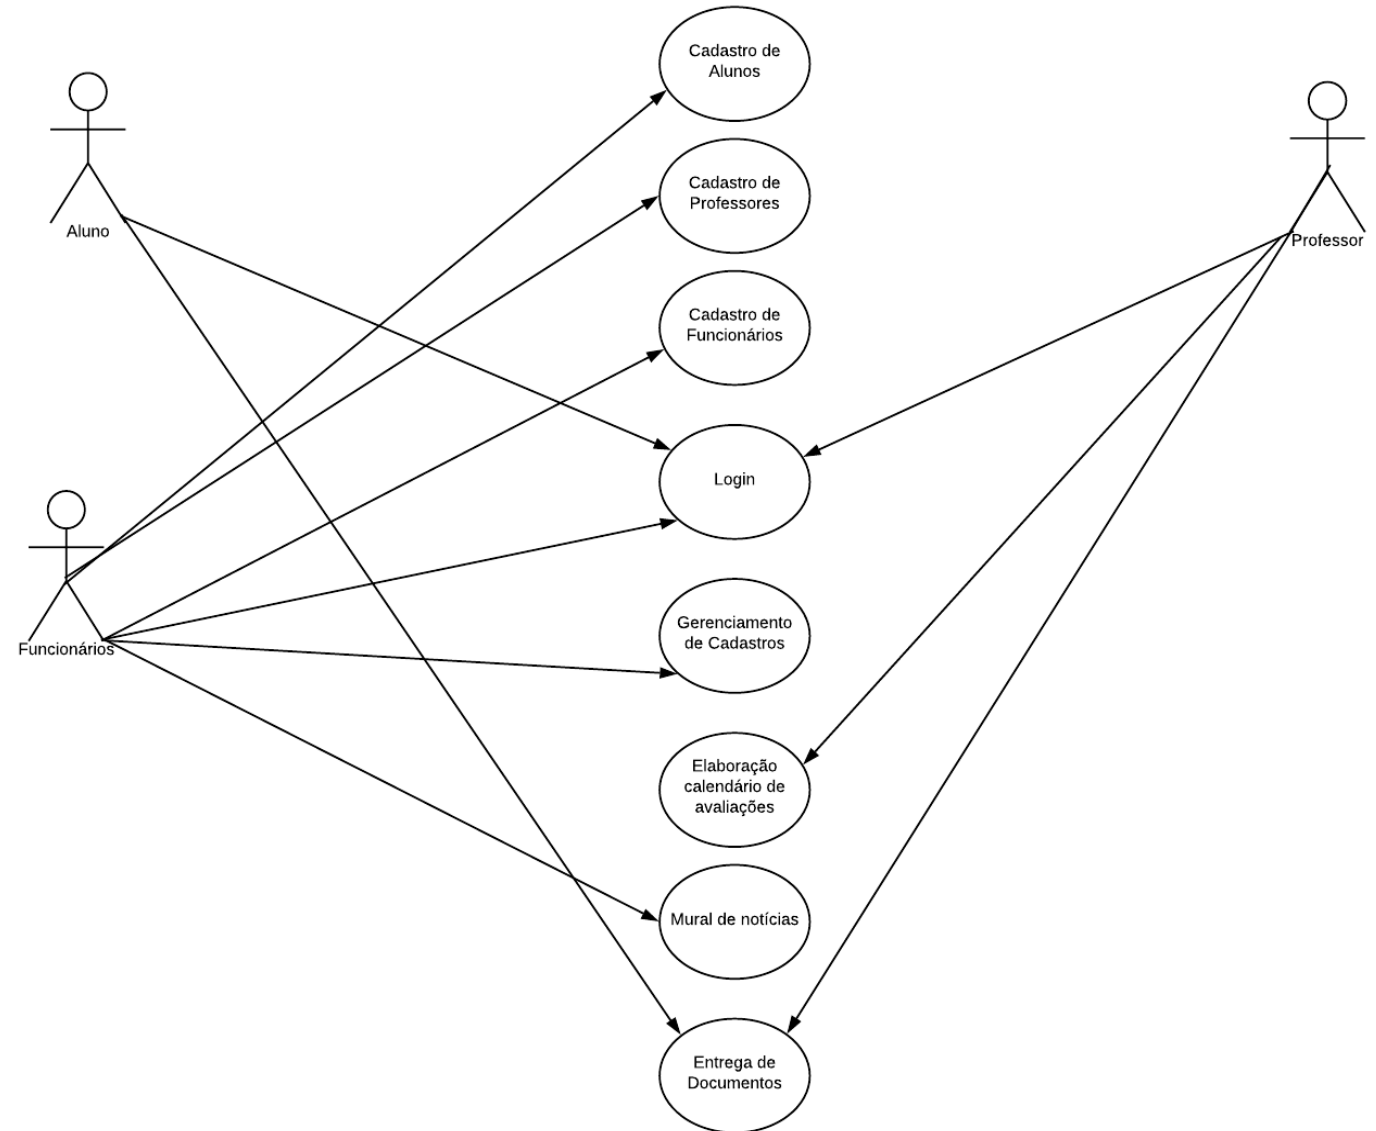 Cadastro de
Alunos
Cadastro de
Professores
Aluno
Professor
Cadastro de
Funcionários
Login
Funcionários
Gerenciamento
de Cadastros
Elaboração
calendário de
avaliações
Mural de notícias
Entrega de
Documentos